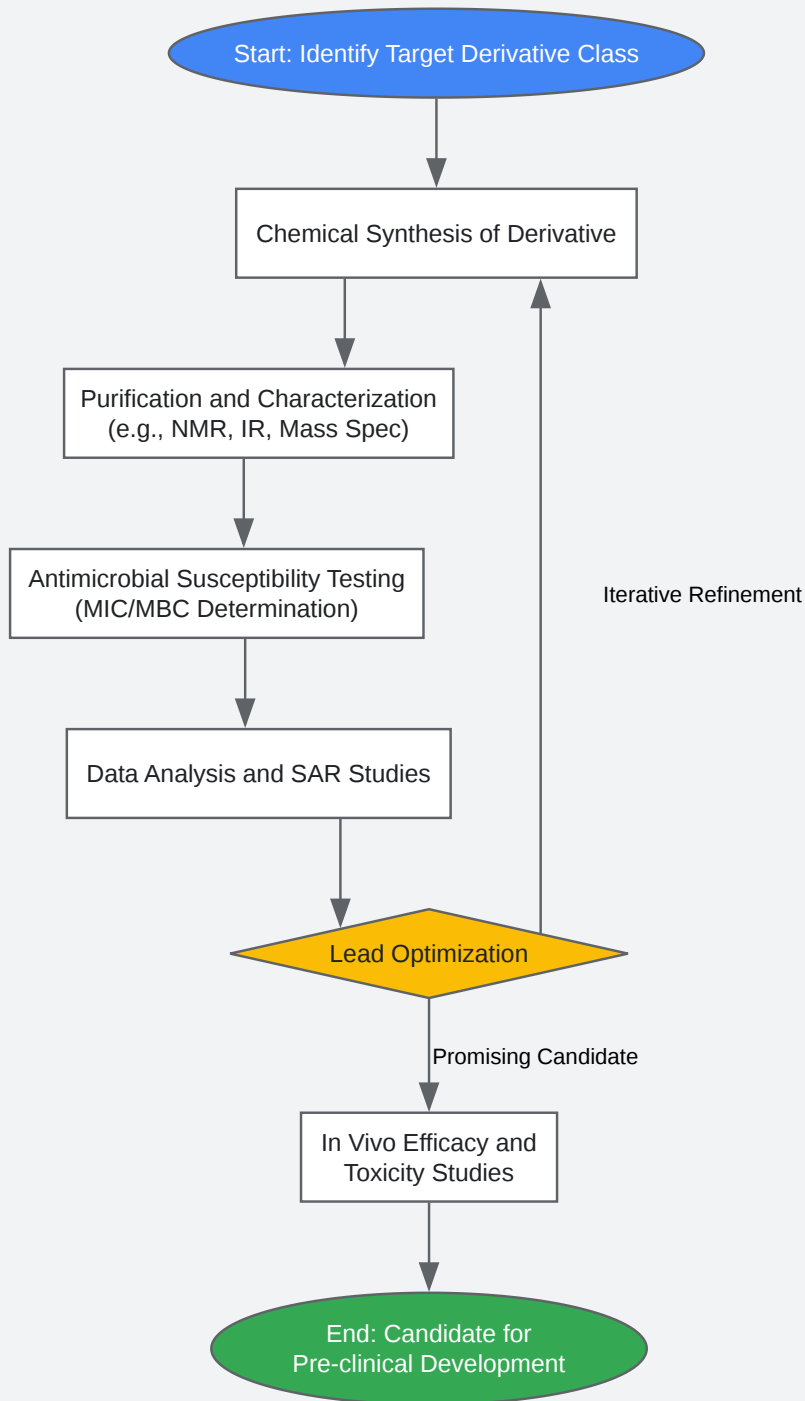 Start: Identify Target Derivative Class
Chemical Synthesis of Derivative
Purification and Characterization
(e.g., NMR, IR, Mass Spec)
Antimicrobial Susceptibility Testing
(MIC/MBC Determination)
Iterative Refinement
Data Analysis and SAR Studies
Lead Optimization
Promising Candidate
In Vivo Efficacy and
Toxicity Studies
End: Candidate for
Pre-clinical Development